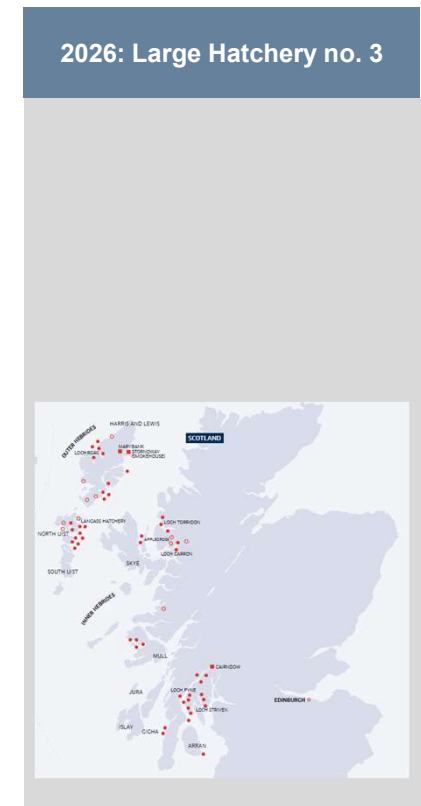 2026: Large Hatchery no. 3
OUTER HEBRIDES
HARRIS AND LEWIS
SCOTLAND
LOCH ROAG
MARYBANK
STORNOWAY
(SMOKEHOUSE)
LANGASS HATCHERY
NORTH UIST
LOCH TORRIDON
APPLECROSS
LOCH CARRON
SKYE
SOUTH UIST
INNER HEBRIDES
MULL
CAIRNDOW
JURA
LOCH FYNE
EDINBURGH
LOCH STRIVEN
ISLAY
GIGHA
ARRAN